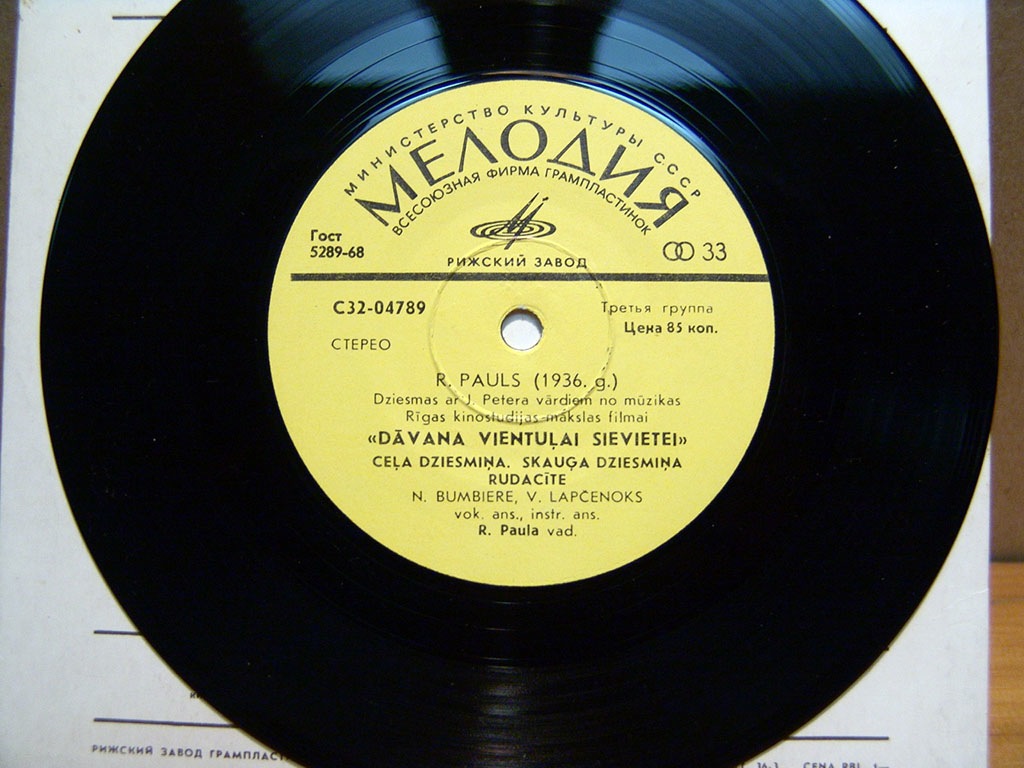 МИНИСТЕРСТВО КУЛЬТУРЫ СССР
МЕЛОДИЯ
ВСЕСОЮЗНАЯ ФИРМА ГРАМПЛАСТИНОК
Гост
5289-68
33
РИЖСКИЙ ЗАВОД
С32-04789
Третья группа
Цена 85 коп.
СТЕРЕО
R. PAULS (1936. g.)
Dziesmas ar J. Petera vārdiem no mūzikas
Rīgas kinostudijas mākslas filmai
«DĀVANA VIENTUĻAI SIEVIETEI»
CEĻA DZIESMIŅA. SKAUĢA DZIESMIŅA
RUDACĪTE
N. BUMBIERE, V. LAPČENOKS
vok. ans., instr. ans.
R. Paula vad.
РИЖСКИЙ ЗАВОД ГРАМПЛАСТ